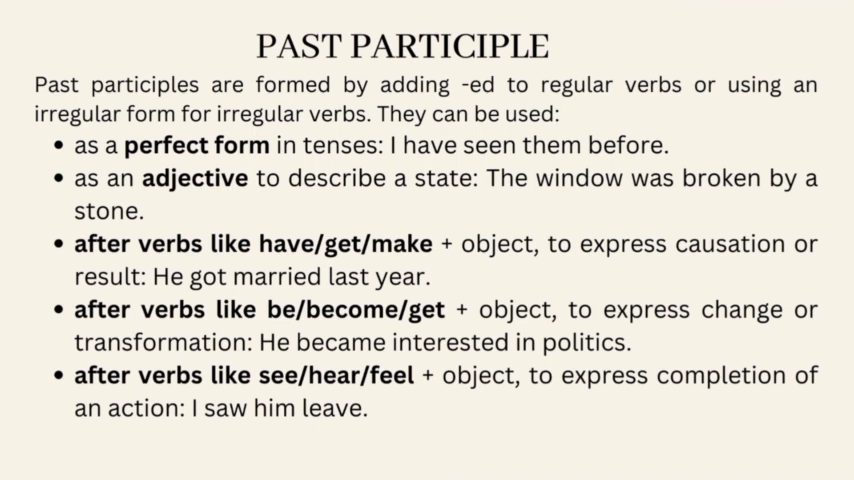 PAST PARTICIPLE
Past participles are formed by adding -ed to regular verbs or using an
irregular form for irregular verbs. They can be used:
• as a perfect form in tenses: I have seen them before.
• as an adjective to describe a state: The window was broken by a
stone.
• after verbs like have/get/make + object, to express causation or
result: He got married last year.
• after verbs like be/become/get + object, to express change or
transformation: He became interested in politics.
• after verbs like see/hear/feel + object, to express completion of
an action: I saw him leave.